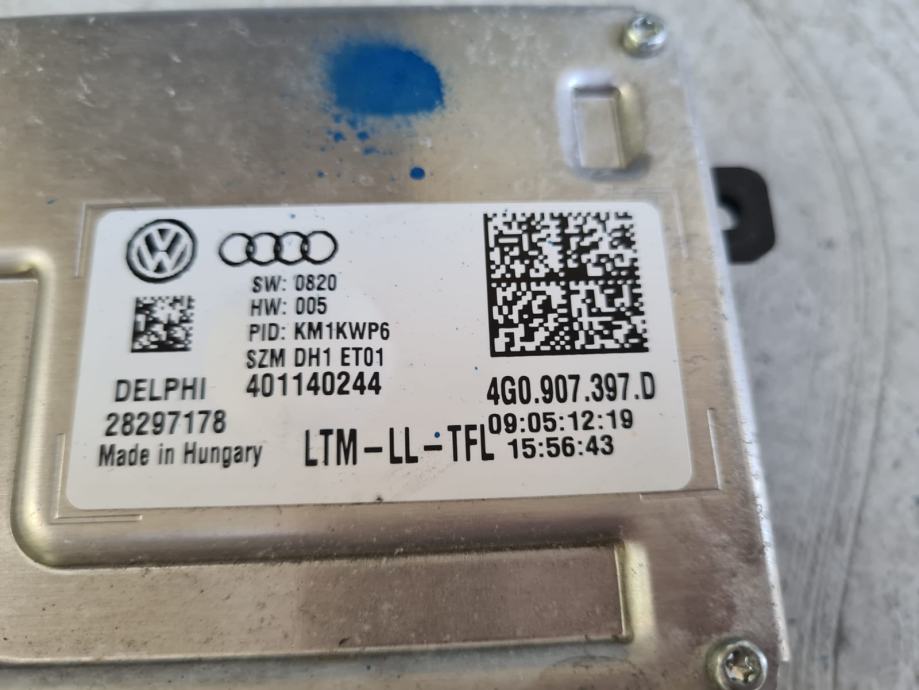 VW
SW: 0820
HW: 005
PID: KM1KWP6
SZM DH1 ET01
401140244
DELPHI
28297178
Made in Hungary
LTM-LL-TFL
4G0.907.397.D
09:05:12:19
15:56:43